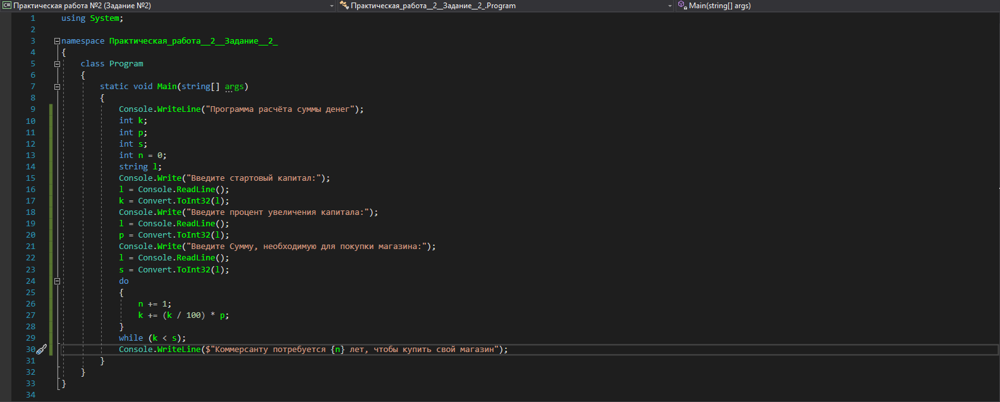 C# Практическая работа №2 (Задание №2) Практическая_работа__2__Задание__2_.Program Main(string[] args)
1 using System;
2
3 namespace Практическая_работа__2__Задание__2_
4 {
5 class Program
6 {
7 static void Main(string[] args)
8 {
9 Console.WriteLine("Программа расчёта суммы денег");
10 int k;
11 int p;
12 int s;
13 int n = 0;
14 string l;
15 Console.Write("Введите стартовый капитал:");
16 l = Console.ReadLine();
17 k = Convert.ToInt32(l);
18 Console.Write("Введите процент увеличения капитала:");
19 l = Console.ReadLine();
20 p = Convert.ToInt32(l);
21 Console.Write("Введите Сумму, необходимую для покупки магазина:");
22 l = Console.ReadLine();
23 s = Convert.ToInt32(l);
24 do
25 {
26 n += 1;
27 k += (k / 100) * p;
28 }
29 while (k < s);
30 Console.WriteLine($"Коммерсанту потребуется {n} лет, чтобы купить свой магазин");
31 }
32 }
33 }
34